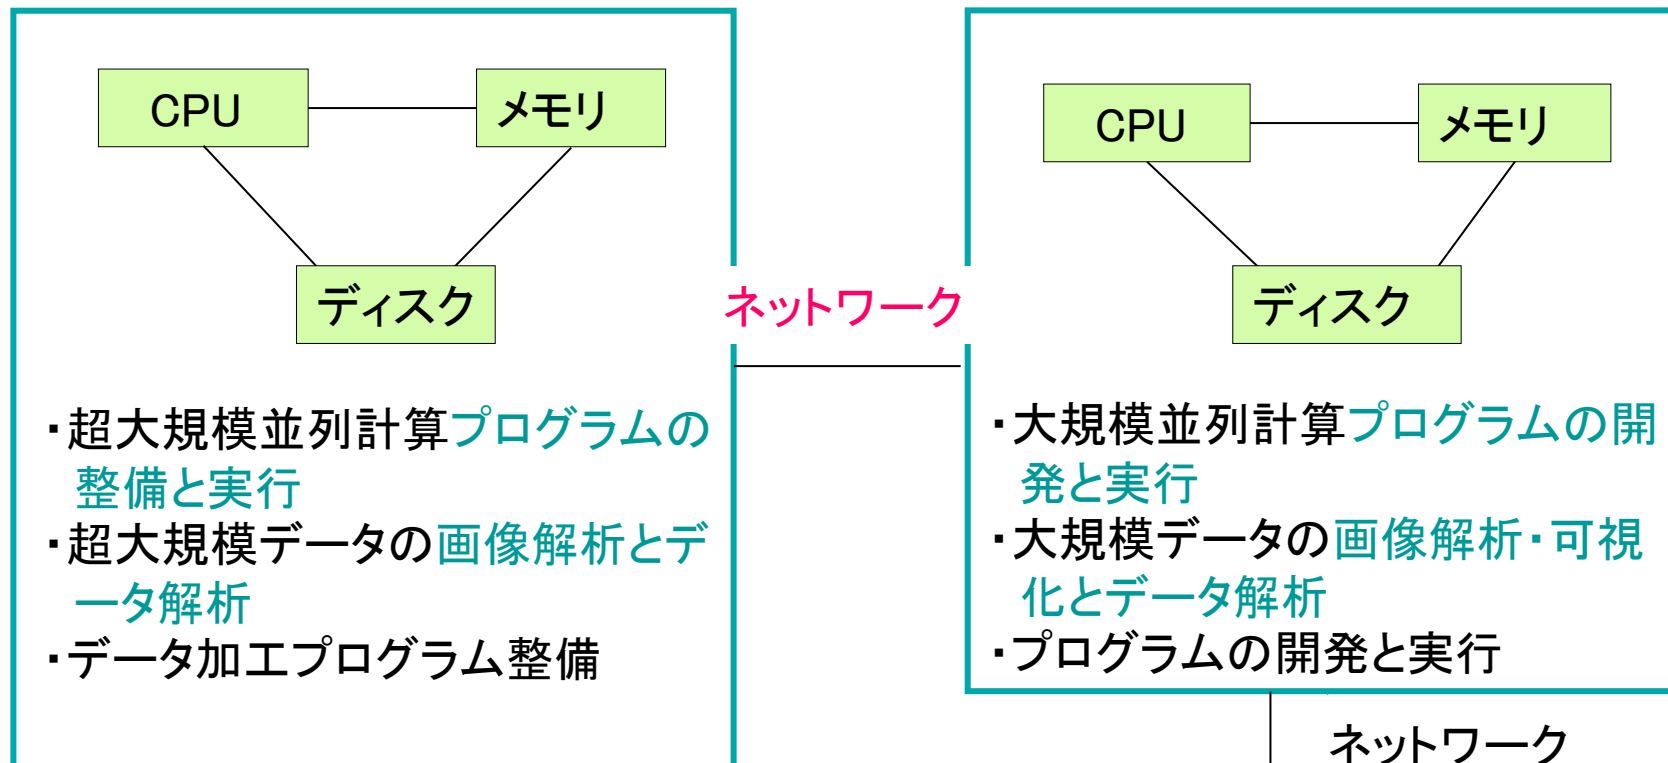 CPU
メモリ
ディスク
・超大規模並列計算プログラムの
整備と実行
・超大規模データの画像解析とデ
ータ解析
・データ加工プログラム整備
ネットワーク
CPU
メモリ
ディスク
・大規模並列計算プログラムの開
発と実行
・大規模データの画像解析・可視
化とデータ解析
・プログラムの開発と実行
ネットワーク